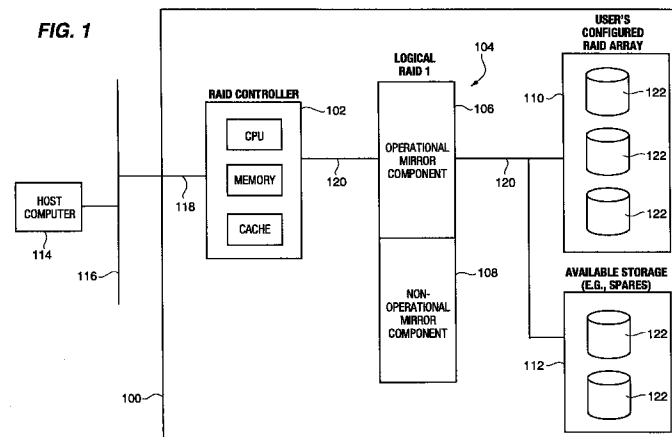 FIG. 1
USER'S
CONFIGURED
RAID ARRAY
LOGICAL
RAID 1
104
RAID CONTROLLER
102
106
110
122
122
122
CPU
MEMORY
CACHE
OPERATIONAL
MIRROR
COMPONENT
120
120
118
HOST
COMPUTER
114
116
108
NON-
OPERATIONAL
MIRROR
COMPONENT
AVAILABLE STORAGE
(E.G., SPARES)
122
122
112
100